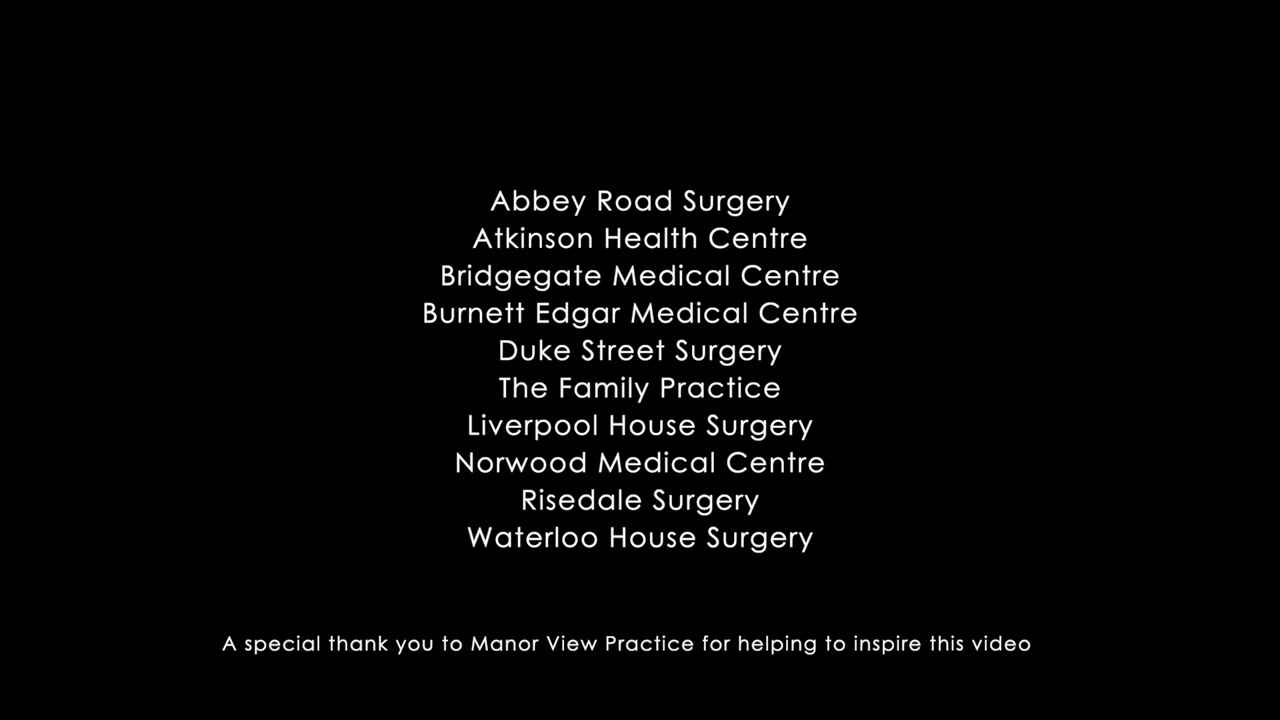 Abbey Road Surgery
Atkinson Health Centre
Bridgegate Medical Centre
Burnett Edgar Medical Centre
Duke Street Surgery
The Family Practice
Liverpool House Surgery
Norwood Medical Centre
Risedale Surgery
Waterloo House Surgery
A special thank you to Manor View Practice for helping to inspire this video